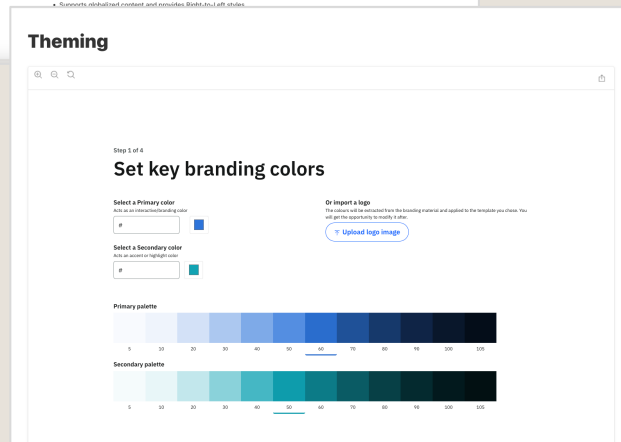 Supports globalized content and provides Right-to-Left styles
Theming
Step 1 of 4
Set key branding colors
Select a Primary color
Acts as an interactive/branding color
#
Select a Secondary color
Acts an accent or highlight color
#
Or import a logo
The colours will be extracted from the branding material and applied to the template you chose. You
will get the opportunity to modify it after.
Upload logo image
Primary palette
5 10 20 30 40 50 60 70 80 90 100 105
Secondary palette
5 10 20 30 40 50 60 70 80 90 100 105